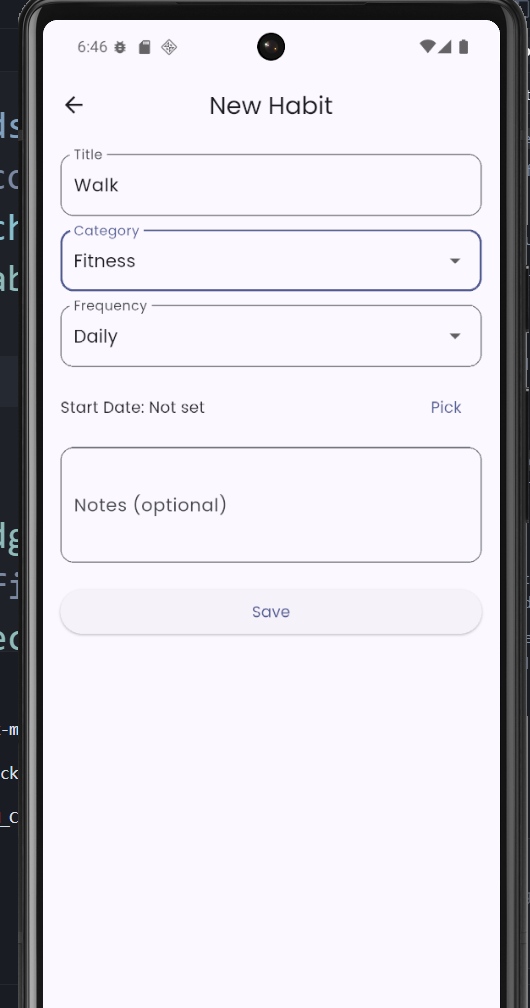 6:46
New Habit
Title
Walk
Category
Fitness
Frequency
Daily
Start Date: Not set
Pick
Notes (optional)
Save